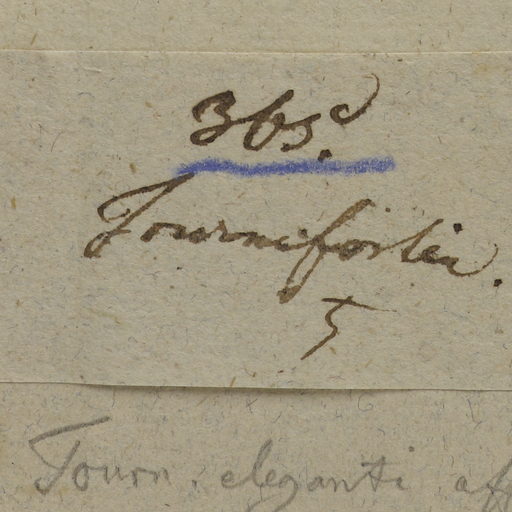 365.c
Tournefortia.
5
Tourn. eleganti aff